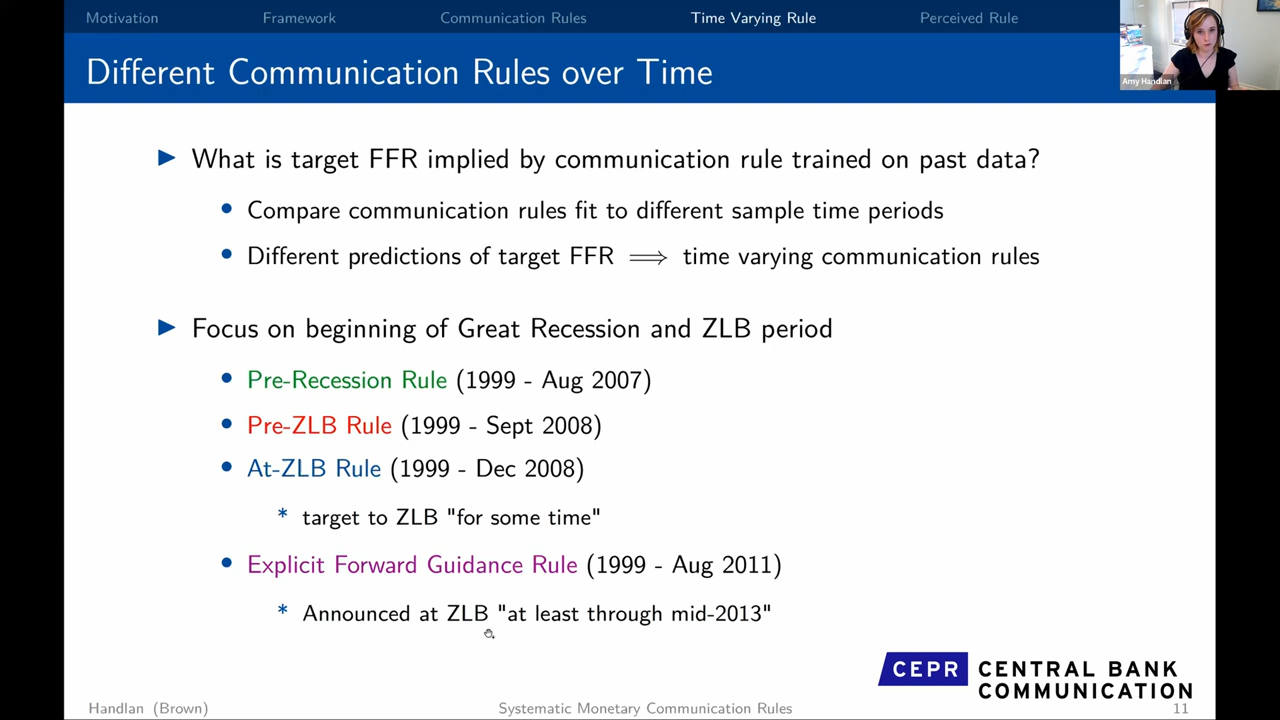 Motivation Framework Communication Rules Time Varying Rule Perceived Rule
Different Communication Rules over Time
Amy Handlan
What is target FFR implied by communication rule trained on past data?
Compare communication rules fit to different sample time periods
Different predictions of target FFR ⟹ time varying communication rules
Focus on beginning of Great Recession and ZLB period
Pre-Recession Rule (1999 - Aug 2007)
Pre-ZLB Rule (1999 - Sept 2008)
At-ZLB Rule (1999 - Dec 2008)
* target to ZLB "for some time"
Explicit Forward Guidance Rule (1999 - Aug 2011)
* Announced at ZLB "at least through mid-2013"
CEPR CENTRAL BANK
COMMUNICATION
Handlan (Brown) Systematic Monetary Communication Rules 11